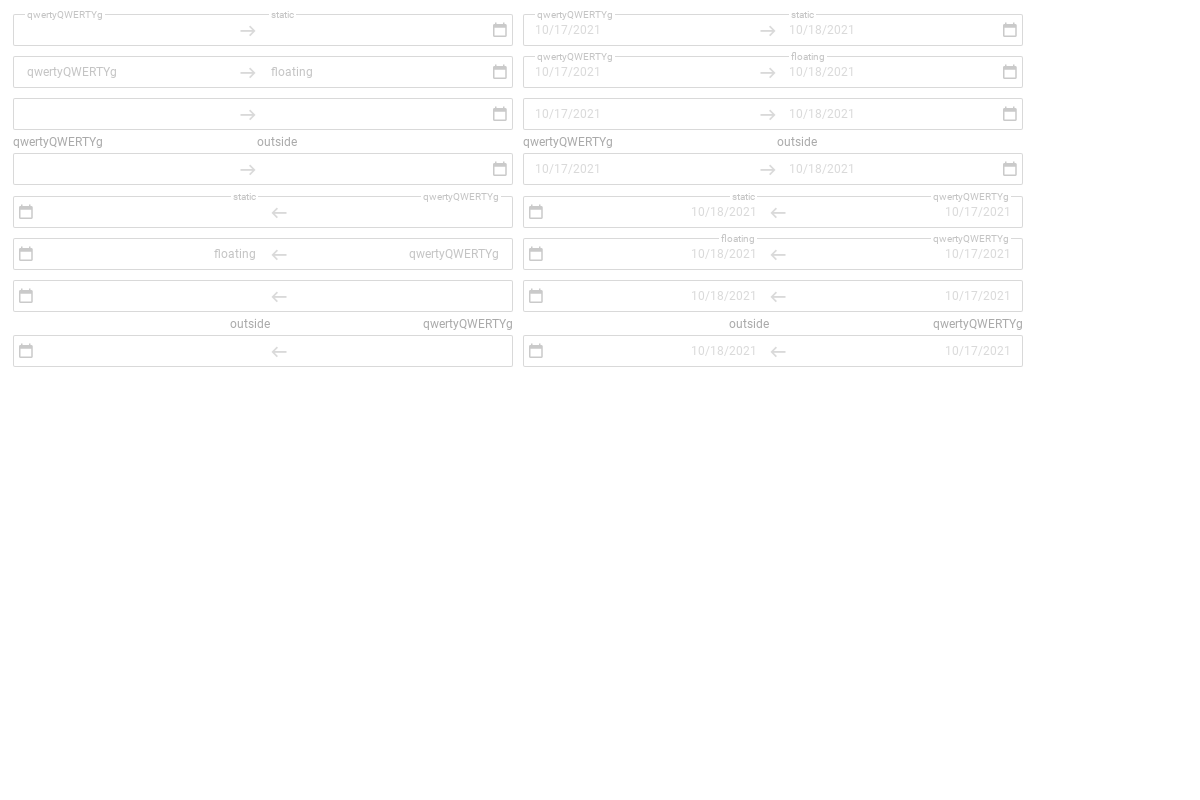 qwertyQWERTYg static qwertyQWERTYg static
10/17/2021 10/18/2021
qwertyQWERTYg floating
qwertyQWERTYg floating 10/17/2021 10/18/2021
10/17/2021 10/18/2021
qwertyQWERTYg outside qwertyQWERTYg outside
10/17/2021 10/18/2021
static qwertyQWERTYg static qwertyQWERTYg
10/18/2021 10/17/2021
floating qwertyQWERTYg
floating qwertyQWERTYg 10/18/2021 10/17/2021
10/18/2021 10/17/2021
outside qwertyQWERTYg outside qwertyQWERTYg
10/18/2021 10/17/2021